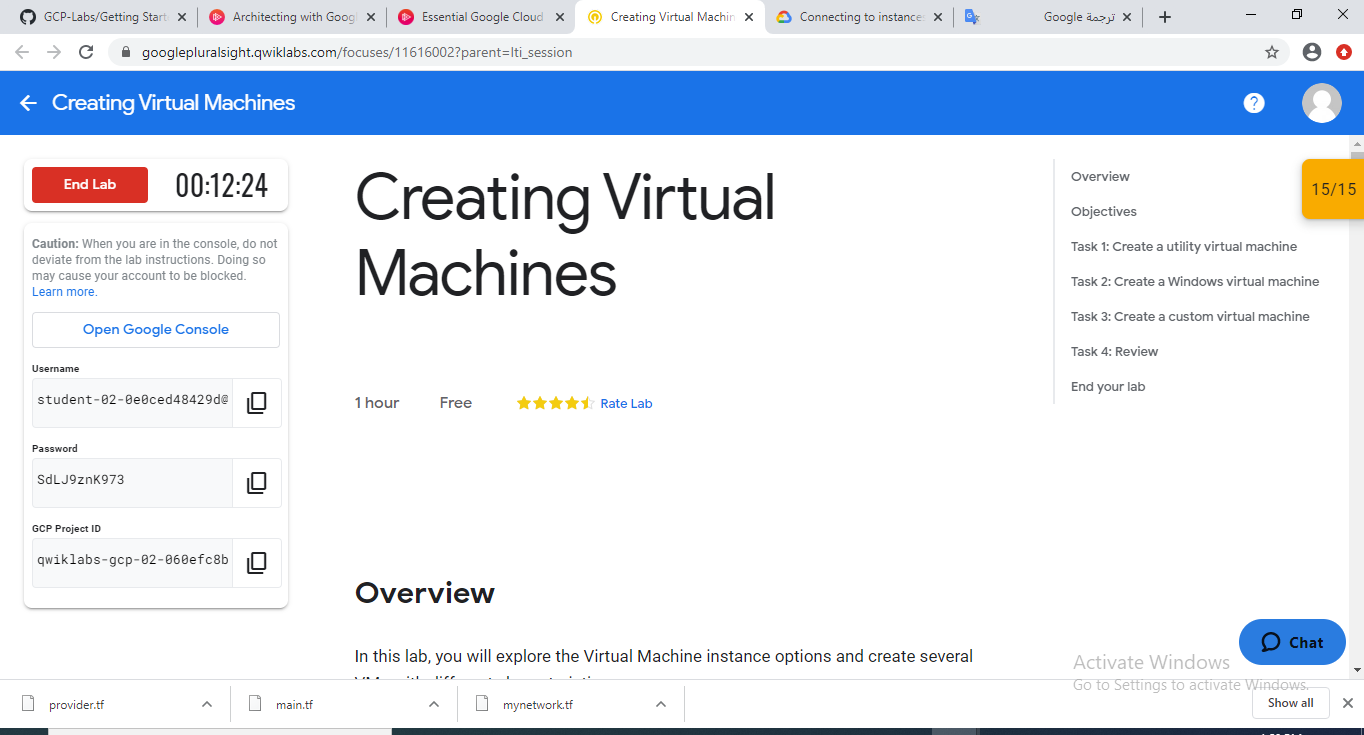 GCP-Labs/Getting Start
Architecting with Goog
Essential Google Cloud
Creating Virtual Machin
Connecting to instance
ترجمة Google
googlepluralsight.qwiklabs.com/focuses/11616002?parent=lti_session
Creating Virtual Machines
End Lab
00:12:24
Caution: When you are in the console, do not
deviate from the lab instructions. Doing so
may cause your account to be blocked.
Learn more.
Open Google Console
Username
student-02-0e0ced48429d@
Password
SdLJ9znK973
GCP Project ID
qwiklabs-gcp-02-060efc8b
Creating Virtual
Machines
1 hour
Free
Rate Lab
Overview
In this lab, you will explore the Virtual Machine instance options and create several
Overview
Objectives
Task 1: Create a utility virtual machine
Task 2: Create a Windows virtual machine
Task 3: Create a custom virtual machine
Task 4: Review
End your lab
15/15
Chat
Activate Windows
Go to Settings to activate Windows.
provider.tf
main.tf
mynetwork.tf
Show all